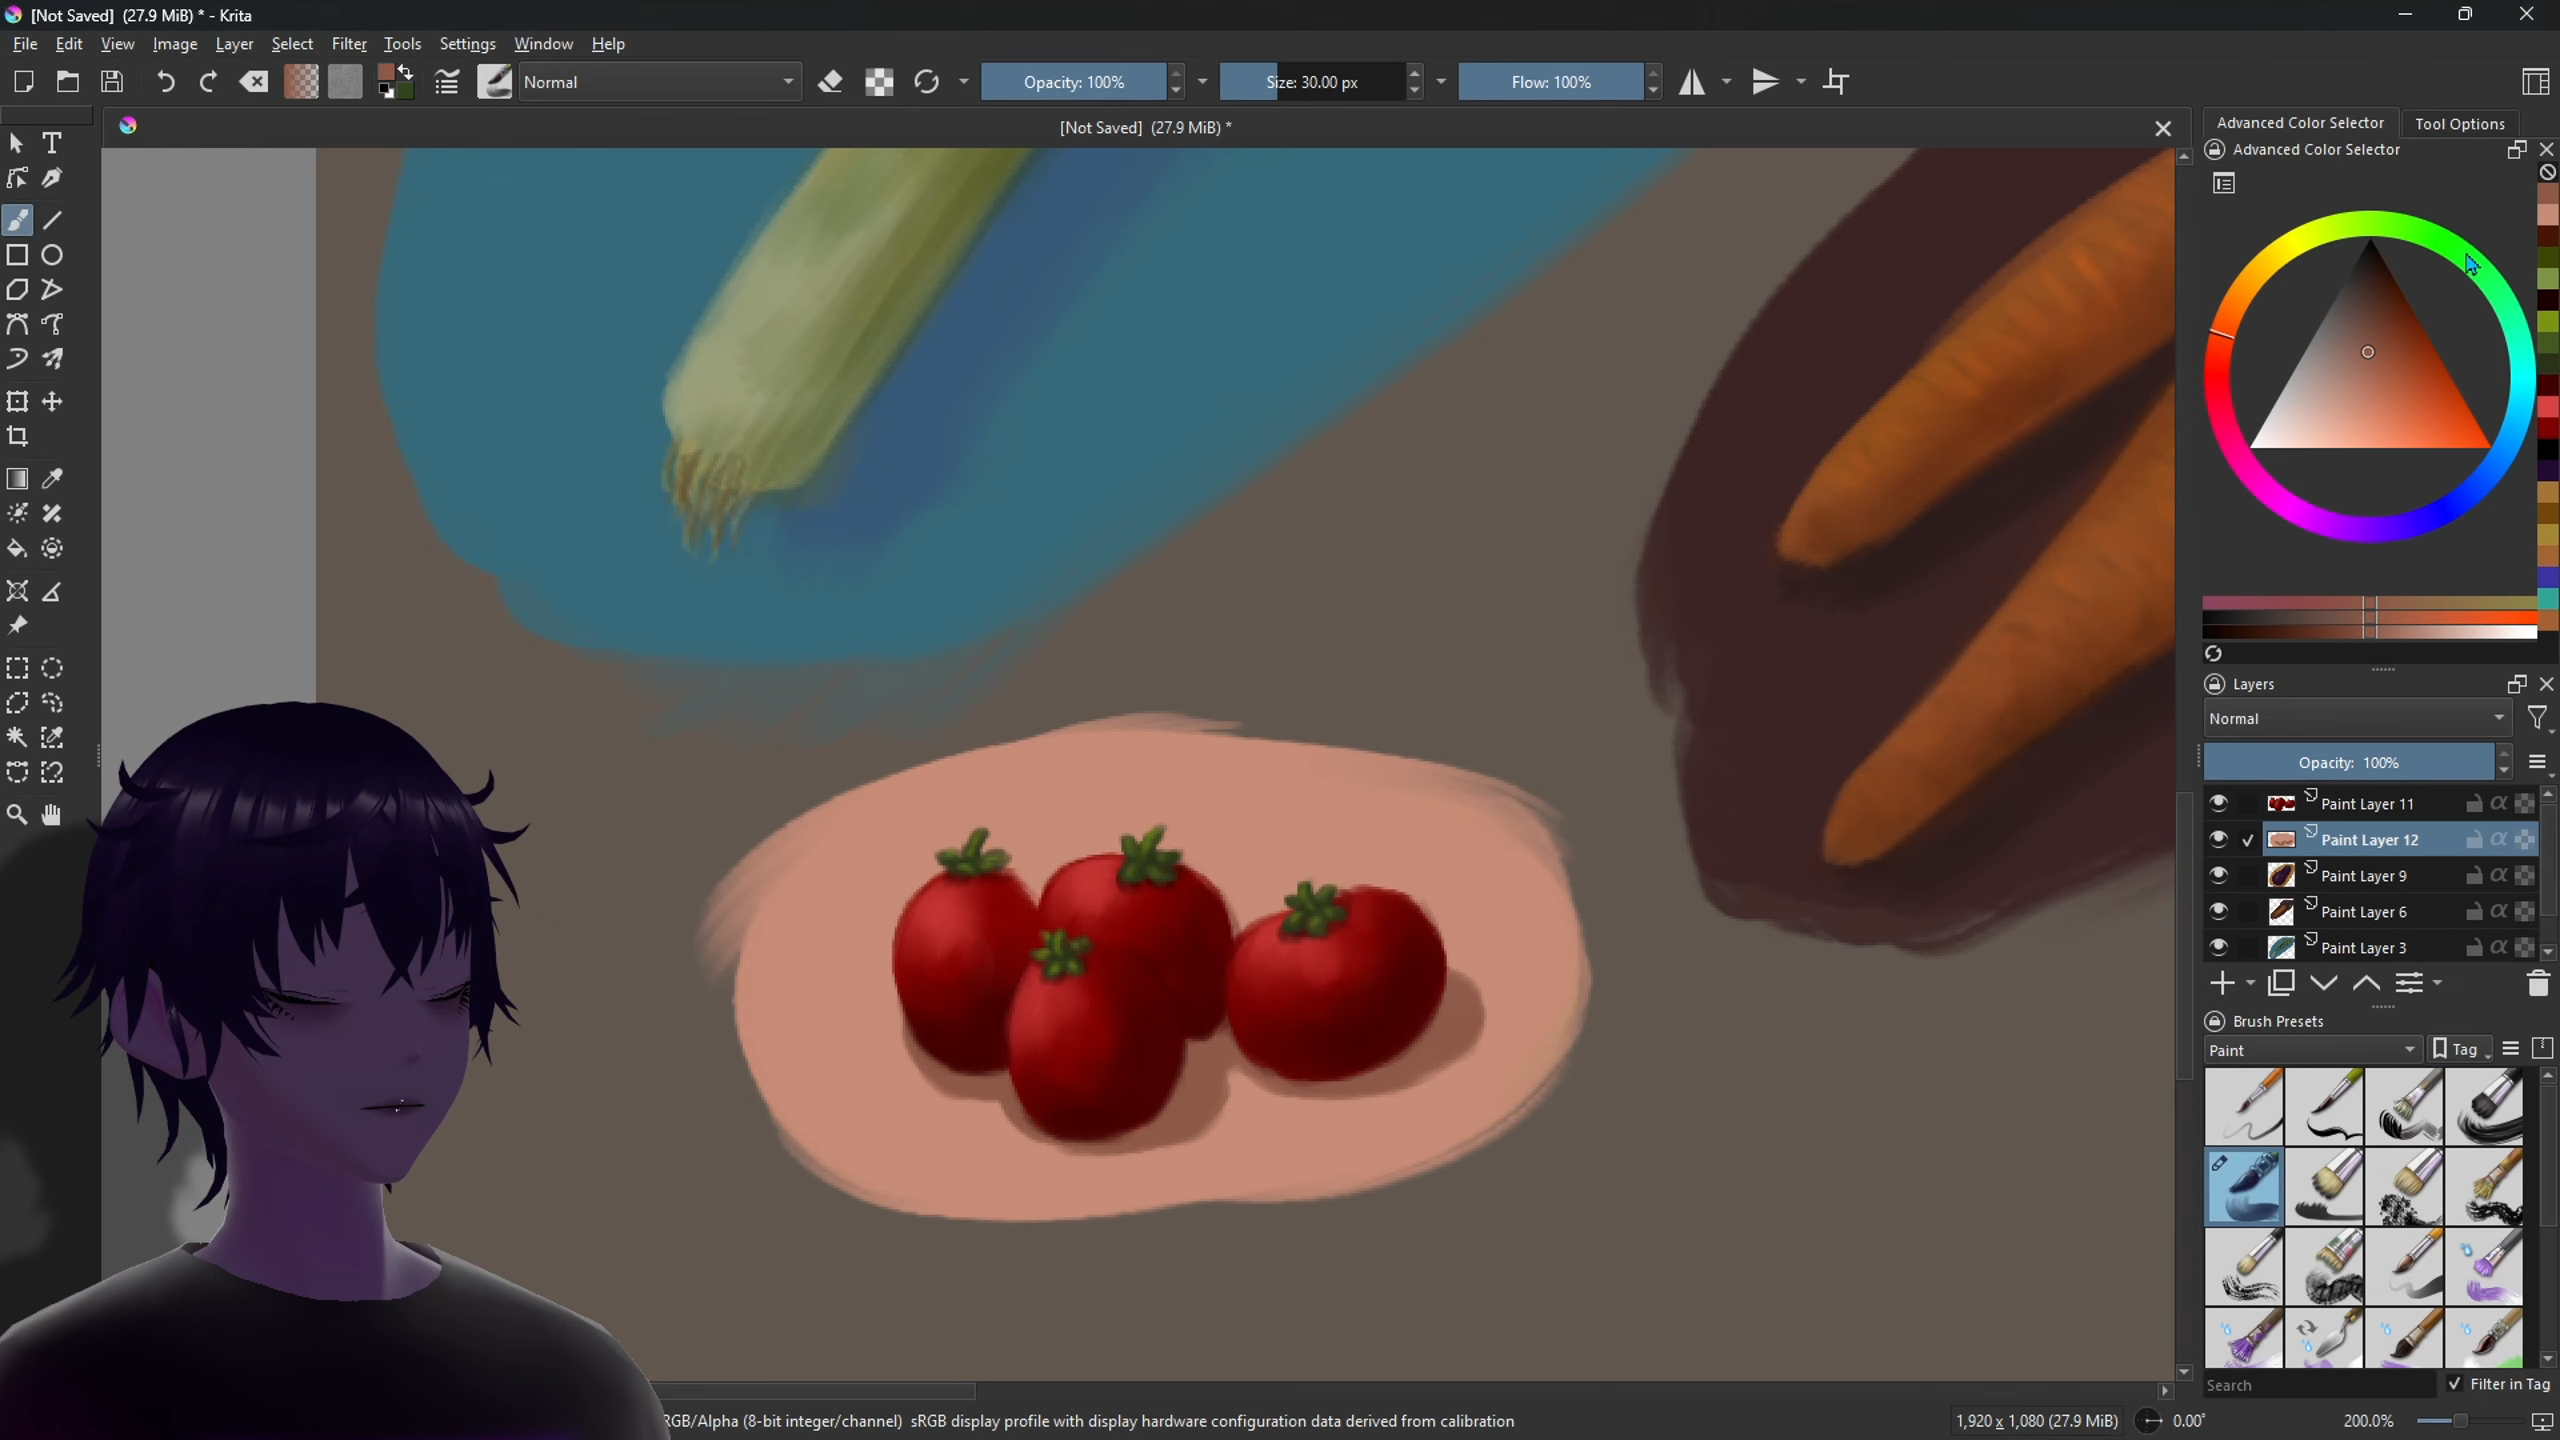 [Not Saved]  (27.9 MiB) * - Krita
File  Edit  View  Image  Layer  Select  Filter  Tools  Settings  Window  Help
Normal
Opacity: 100%
Size: 30.00 px
Flow: 100%
[Not Saved]  (27.9 MiB) *
Advanced Color Selector
Tool Options
Advanced Color Selector
Layers
Normal
Opacity:  100%
Paint Layer 11
Paint Layer 12
Paint Layer 9
Paint Layer 6
Paint Layer 3
Brush Presets
Paint
Tag
Search
Filter in Tag
RGB/Alpha (8-bit integer/channel)  sRGB display profile with display hardware configuration data derived from calibration
1,920 x 1,080 (27.9 MiB)
0.00°
200.0%